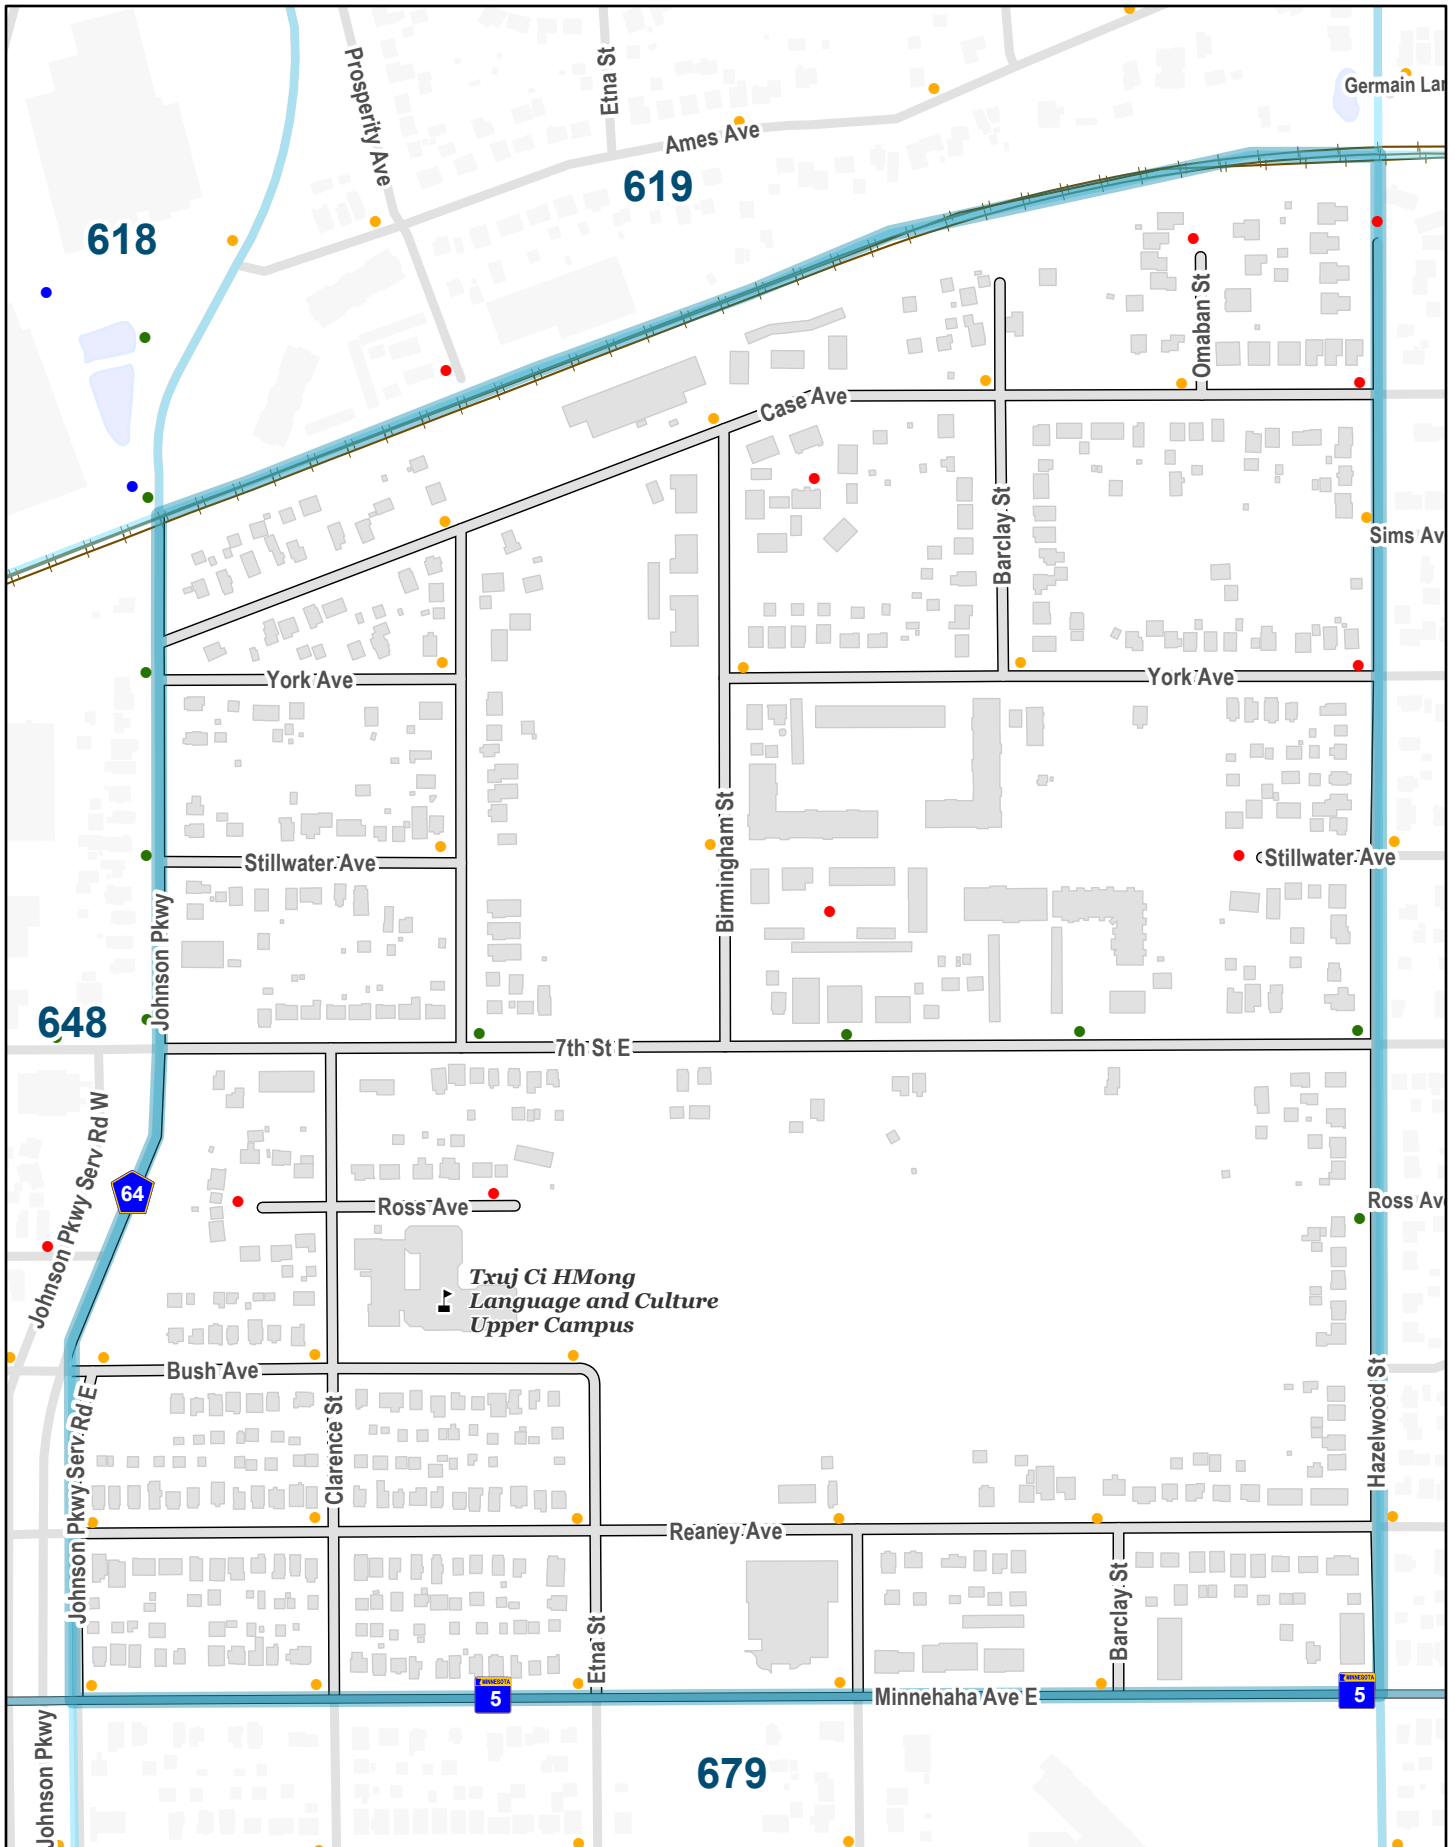 Prosperity Ave
Etna St
Germain La
Ames Ave
619
618
Omaban St
Case Ave
Barclay St
Sims Av
York Ave
York Ave
Birmingham St
Stillwater Ave
Stillwater Ave
Johnson Pkwy
648
7th St E
Johnson Pkwy Serv Rd W
64
Ross Ave
Ross Av
Txuj Ci HMong
Language and Culture
Upper Campus
Bush Ave
Johnson Pkwy Serv Rd E
Clarence St
Hazelwood St
Reaney Ave
Barclay St
Etna St
MINNESOTA
5
MINNESOTA
5
Minnehaha Ave E
Johnson Pkwy
679